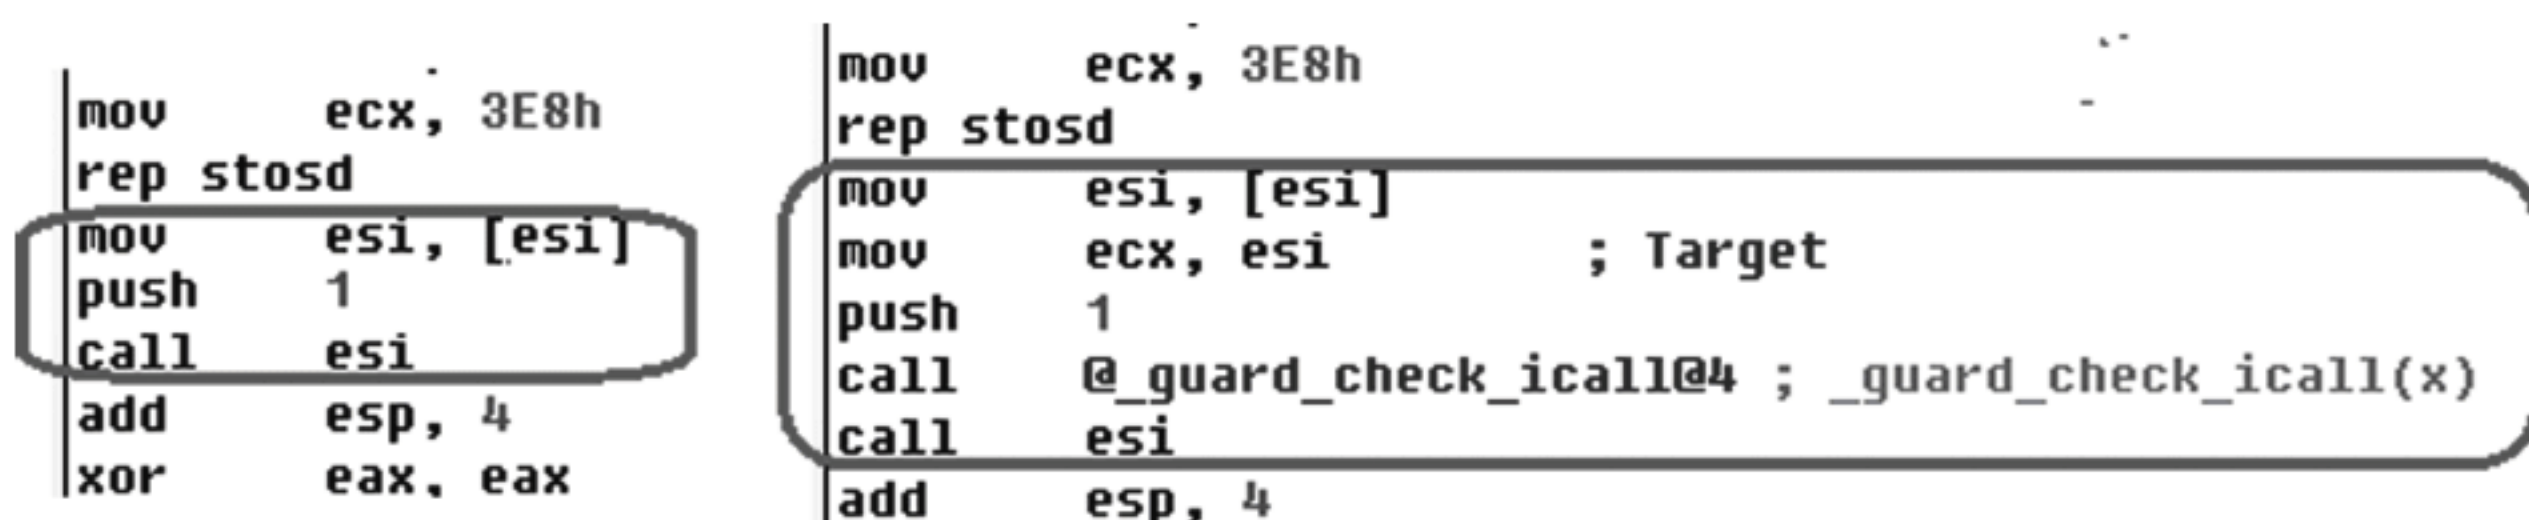 mov ecx, 3E8h
rep stosd
mov esi, [esi]
push 1
call esi
add esp, 4
xor eax, eax
mov ecx, 3E8h
rep stosd
mov esi, [esi]
mov ecx, esi ; Target
push 1
call @_guard_check_icall@4 ; _guard_check_icall(x)
call esi
add esp, 4